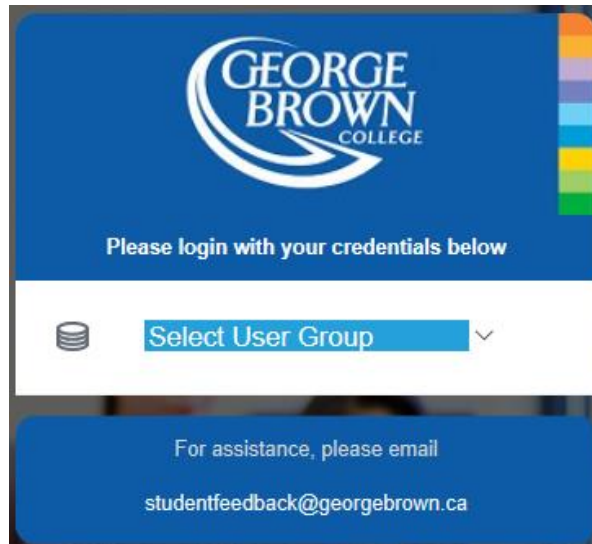 GEORGE
BROWN
COLLEGE
Please login with your credentials below
Select User Group
For assistance, please email
studentfeedback@georgebrown.ca